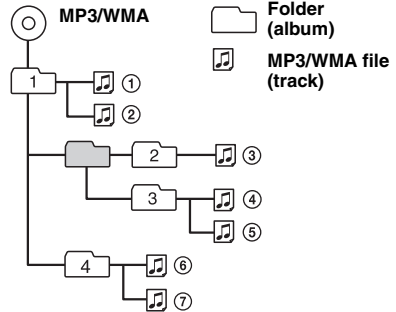 MP3/WMA
Folder
(album)
MP3/WMA file
(track)
1
①
②
2
③
3
④
⑤
4
⑥
⑦